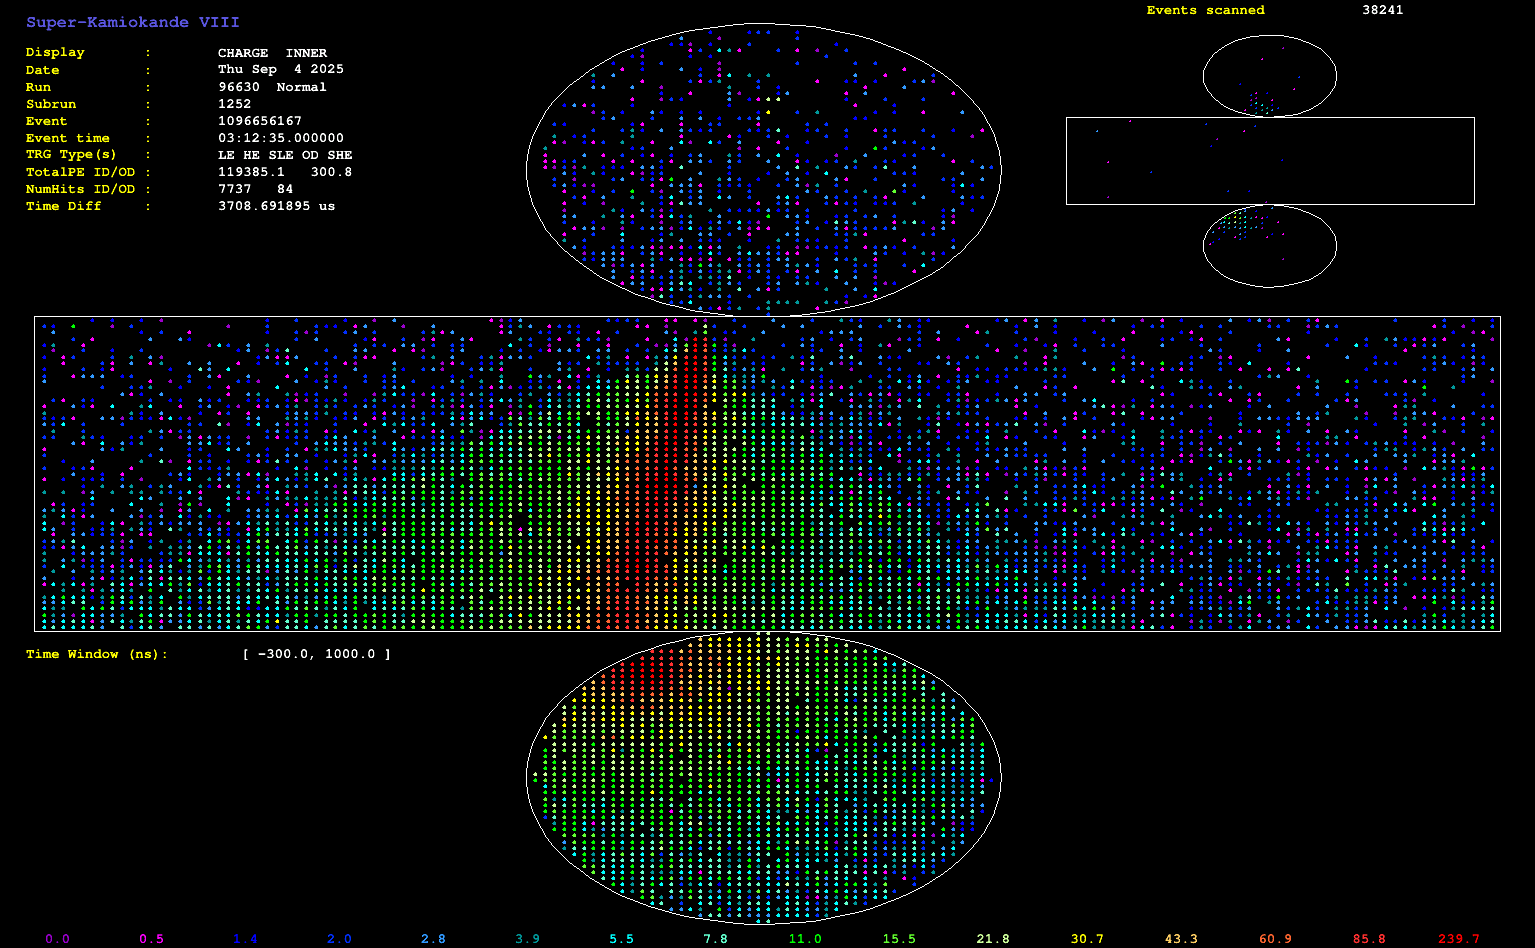 Super-Kamiokande VIII
Events scanned 38241
Display : CHARGE INNER
Date : Thu Sep 4 2025
Run : 96630 Normal
Subrun : 1252
Event : 1096656167
Event time : 03:12:35.000000
TRG Type(s) : LE HE SLE OD SHE
TotalPE ID/OD : 119385.1 300.8
NumHits ID/OD : 7737 84
Time Diff : 3708.691895 us
Time Window (ns): [ -300.0, 1000.0 ]
0.0 0.5 1.4 2.0 2.8 3.9 5.5 7.8 11.0 15.5 21.8 30.7 43.3 60.9 85.8 239.7